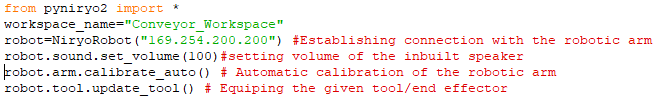 from pyniryo2 import *
workspace_name="Conveyor_Workspace"
robot=NiryoRobot("169.254.200.200") #Establishing connection with the robotic arm
robot.sound.set_volume(100)#setting volume of the inbuilt speaker
robot.arm.calibrate_auto() # Automatic calibration of the robotic arm
robot.tool.update_tool() # Equiping the given tool/end effector